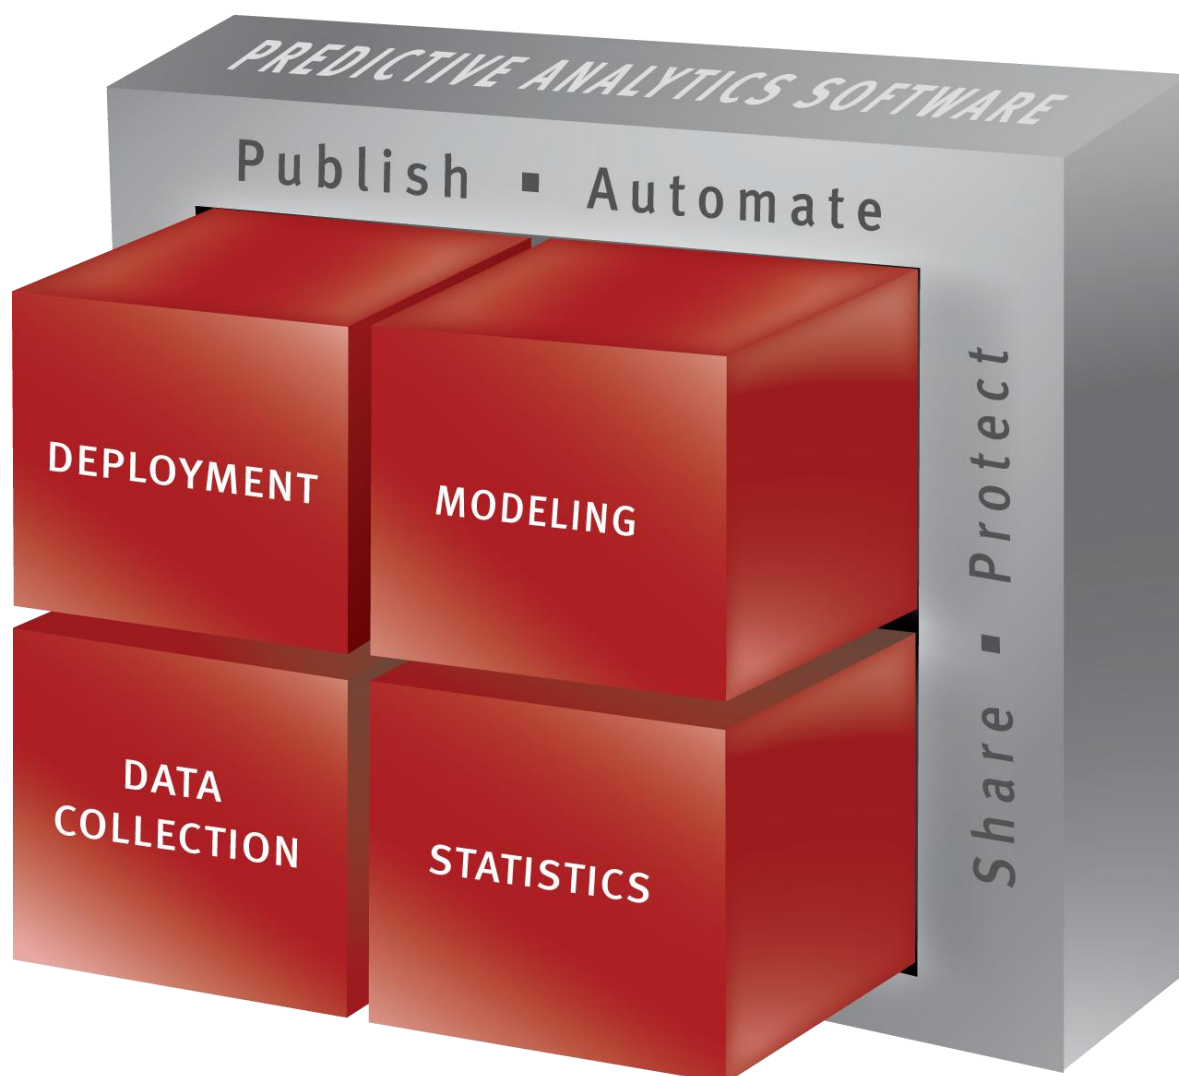 PREDICTIVE ANALYTICS SOFTWARE
Publish ▪ Automate
Share ▪ Protect
DEPLOYMENT
MODELING
DATA
COLLECTION
STATISTICS